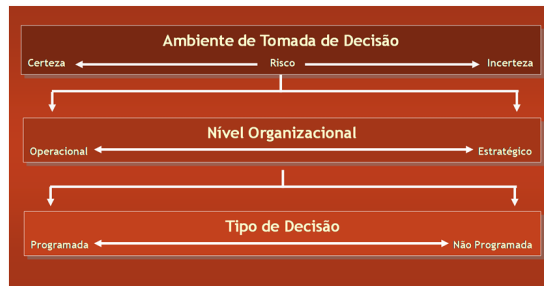 Ambiente de Tomada de Decisão
Certeza Risco Incerteza
Nível Organizacional
Operacional Estratégico
Tipo de Decisão
Programada Não Programada